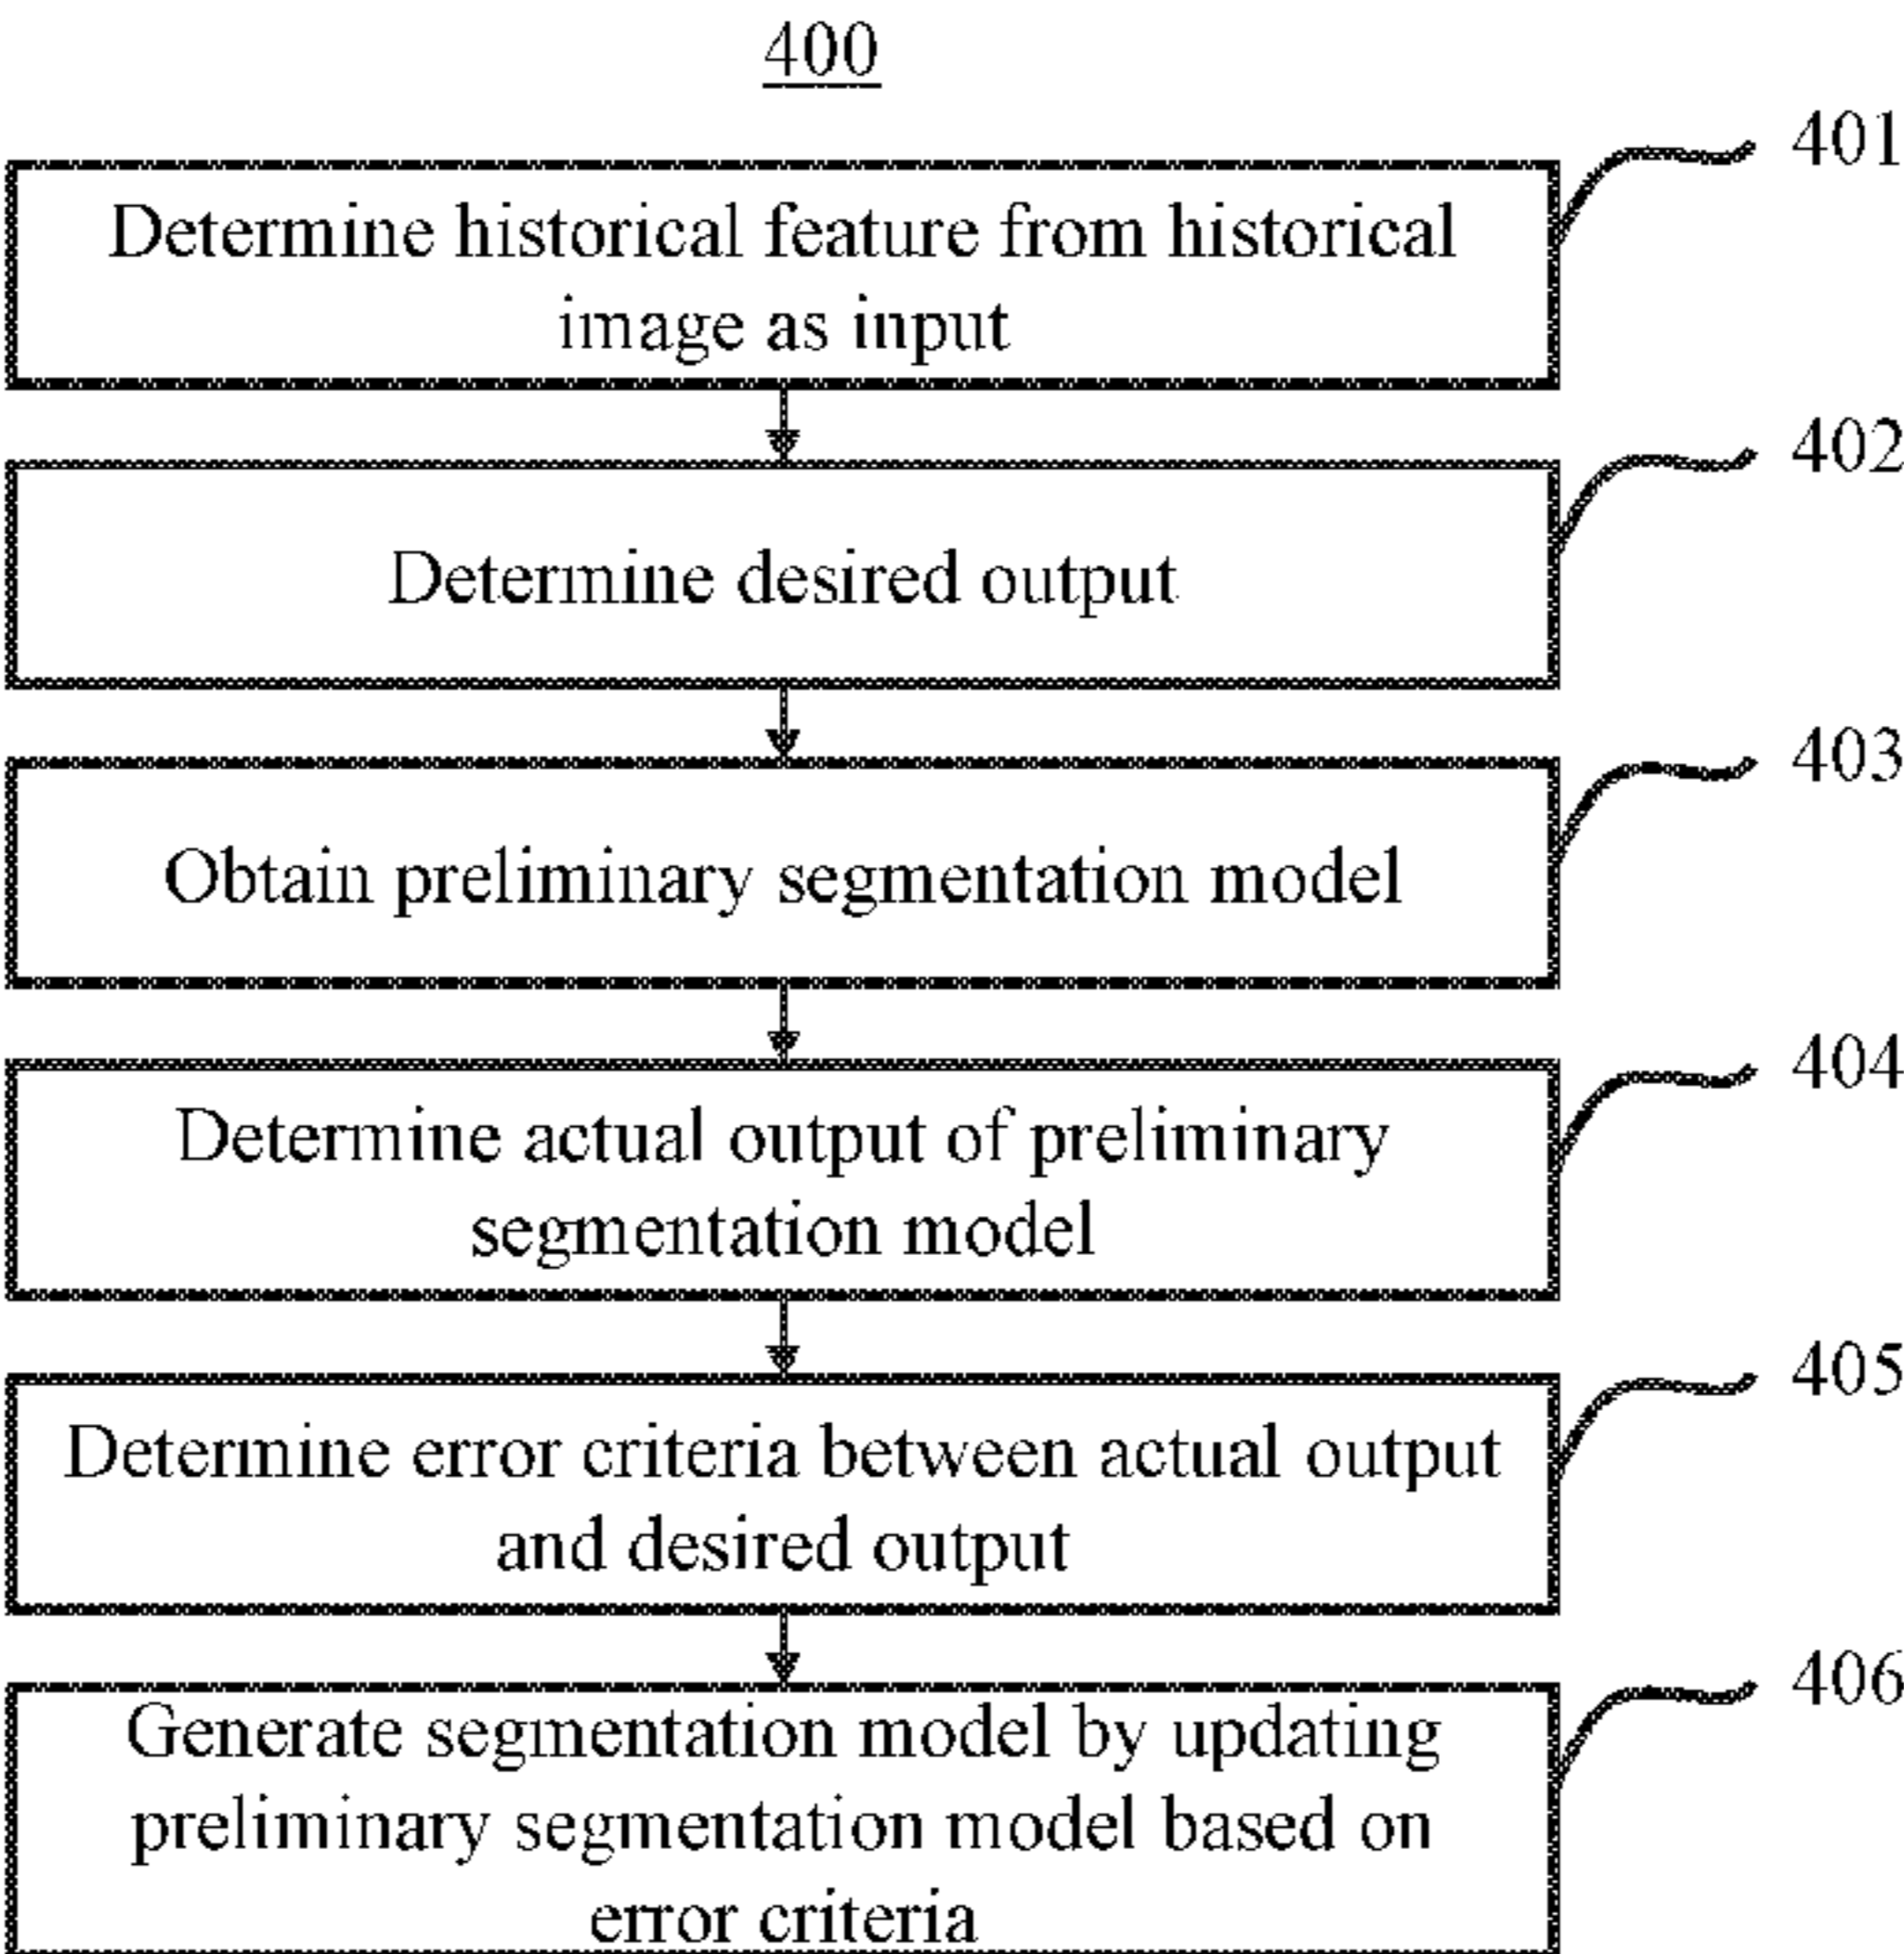 400
401
Determine historical feature from historical
image as input
402
Determine desired output
403
Obtain preliminary segmentation model
404
Determine actual output of preliminary
segmentation model
405
Determine error criteria between actual output
and desired output
406
Generate segmentation model by updating
preliminary segmentation model based on
error criteria